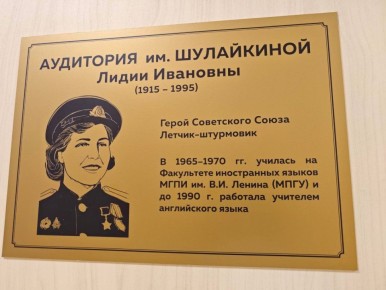 АУДИТОРИЯ им. ШУЛАЙКИНОЙ
Лидии Ивановны
(1915 – 1995)
Герой Советского Союза
Летчик-штурмовик
В 1965-1970 гг. училась на
Факультете иностранных языков
МГПИ им. В.И. Ленина (МПГУ) и
до 1990 г. работала учителем
английского языка